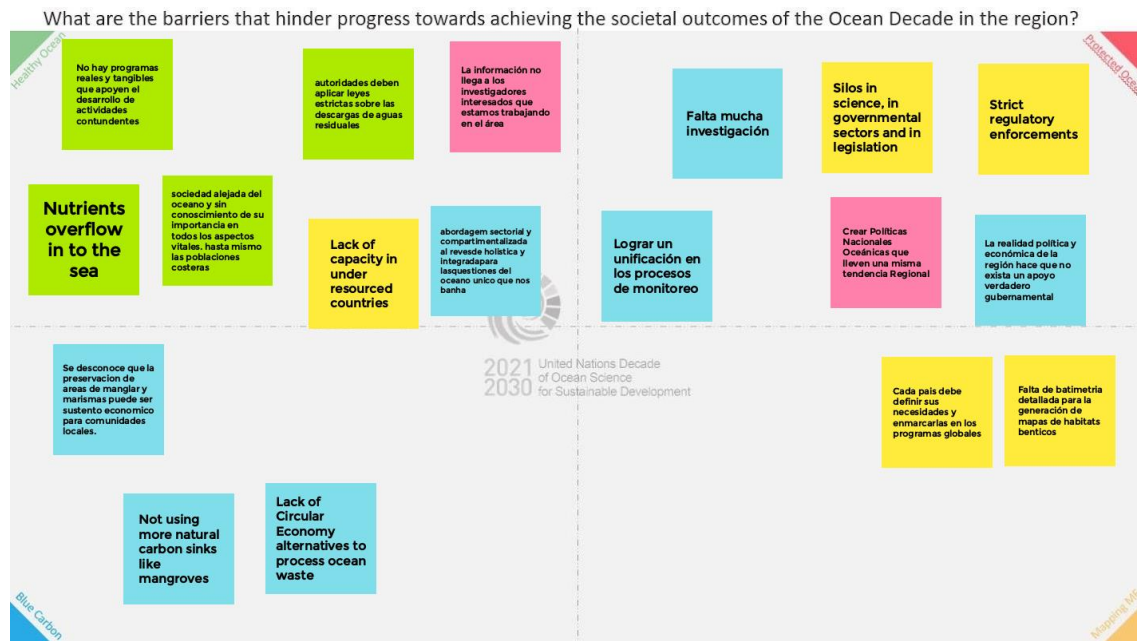 What are the barriers that hinder progress towards achieving the societal outcomes of the Ocean Decade in the region?
Healthy Ocean
No hay programas
reales y tangibles
que apoyen el
desarrollo de
actividades
contundentes
autoridades deben
aplicar leyes
estrictas sobre las
descargas de aguas
residuales
La información no
llega a los
investigadores
interesados que
estamos trabajando
en el área
Nutrients
overflow
in to the
sea
sociedad alejada del
oceano y sin
conoscimiento de su
importancia en
todos los aspectos
vitales. hasta mismo
las poblaciones
costeras
Lack of
capacity in
under
resourced
countries
abordagem sectorial y
compartimentalizada
al revesde holística y
integradapara
lasquestiones del
oceano unico que nos
banha
Protected Ocean
Falta mucha
investigación
Silos in
science, in
governmental
sectors and in
legislation
Strict
regulatory
enforcements
Lograr un
unificación en
los procesos
de monitoreo
Crear Políticas
Nacionales
Oceánicas que
lleven una misma
tendencia Regional
La realidad política y
económica de la
región hace que no
exista un apoyo
verdadero
gubernamental
2021 United Nations Decade
of Ocean Science
2030 for Sustainable Development
Se desconoce que la
preservacion de
areas de manglar y
marismas puede ser
sustento economico
para comunidades
locales.
Not using
more natural
carbon sinks
like
mangroves
Lack of
Circular
Economy
alternatives to
process ocean
waste
Blue Carbon
Cada pais debe
definir sus
necesidades y
enmarcarlas en los
programas globales
Falta de batimetria
detallada para la
generación de
mapas de habitats
benticos
Mapping